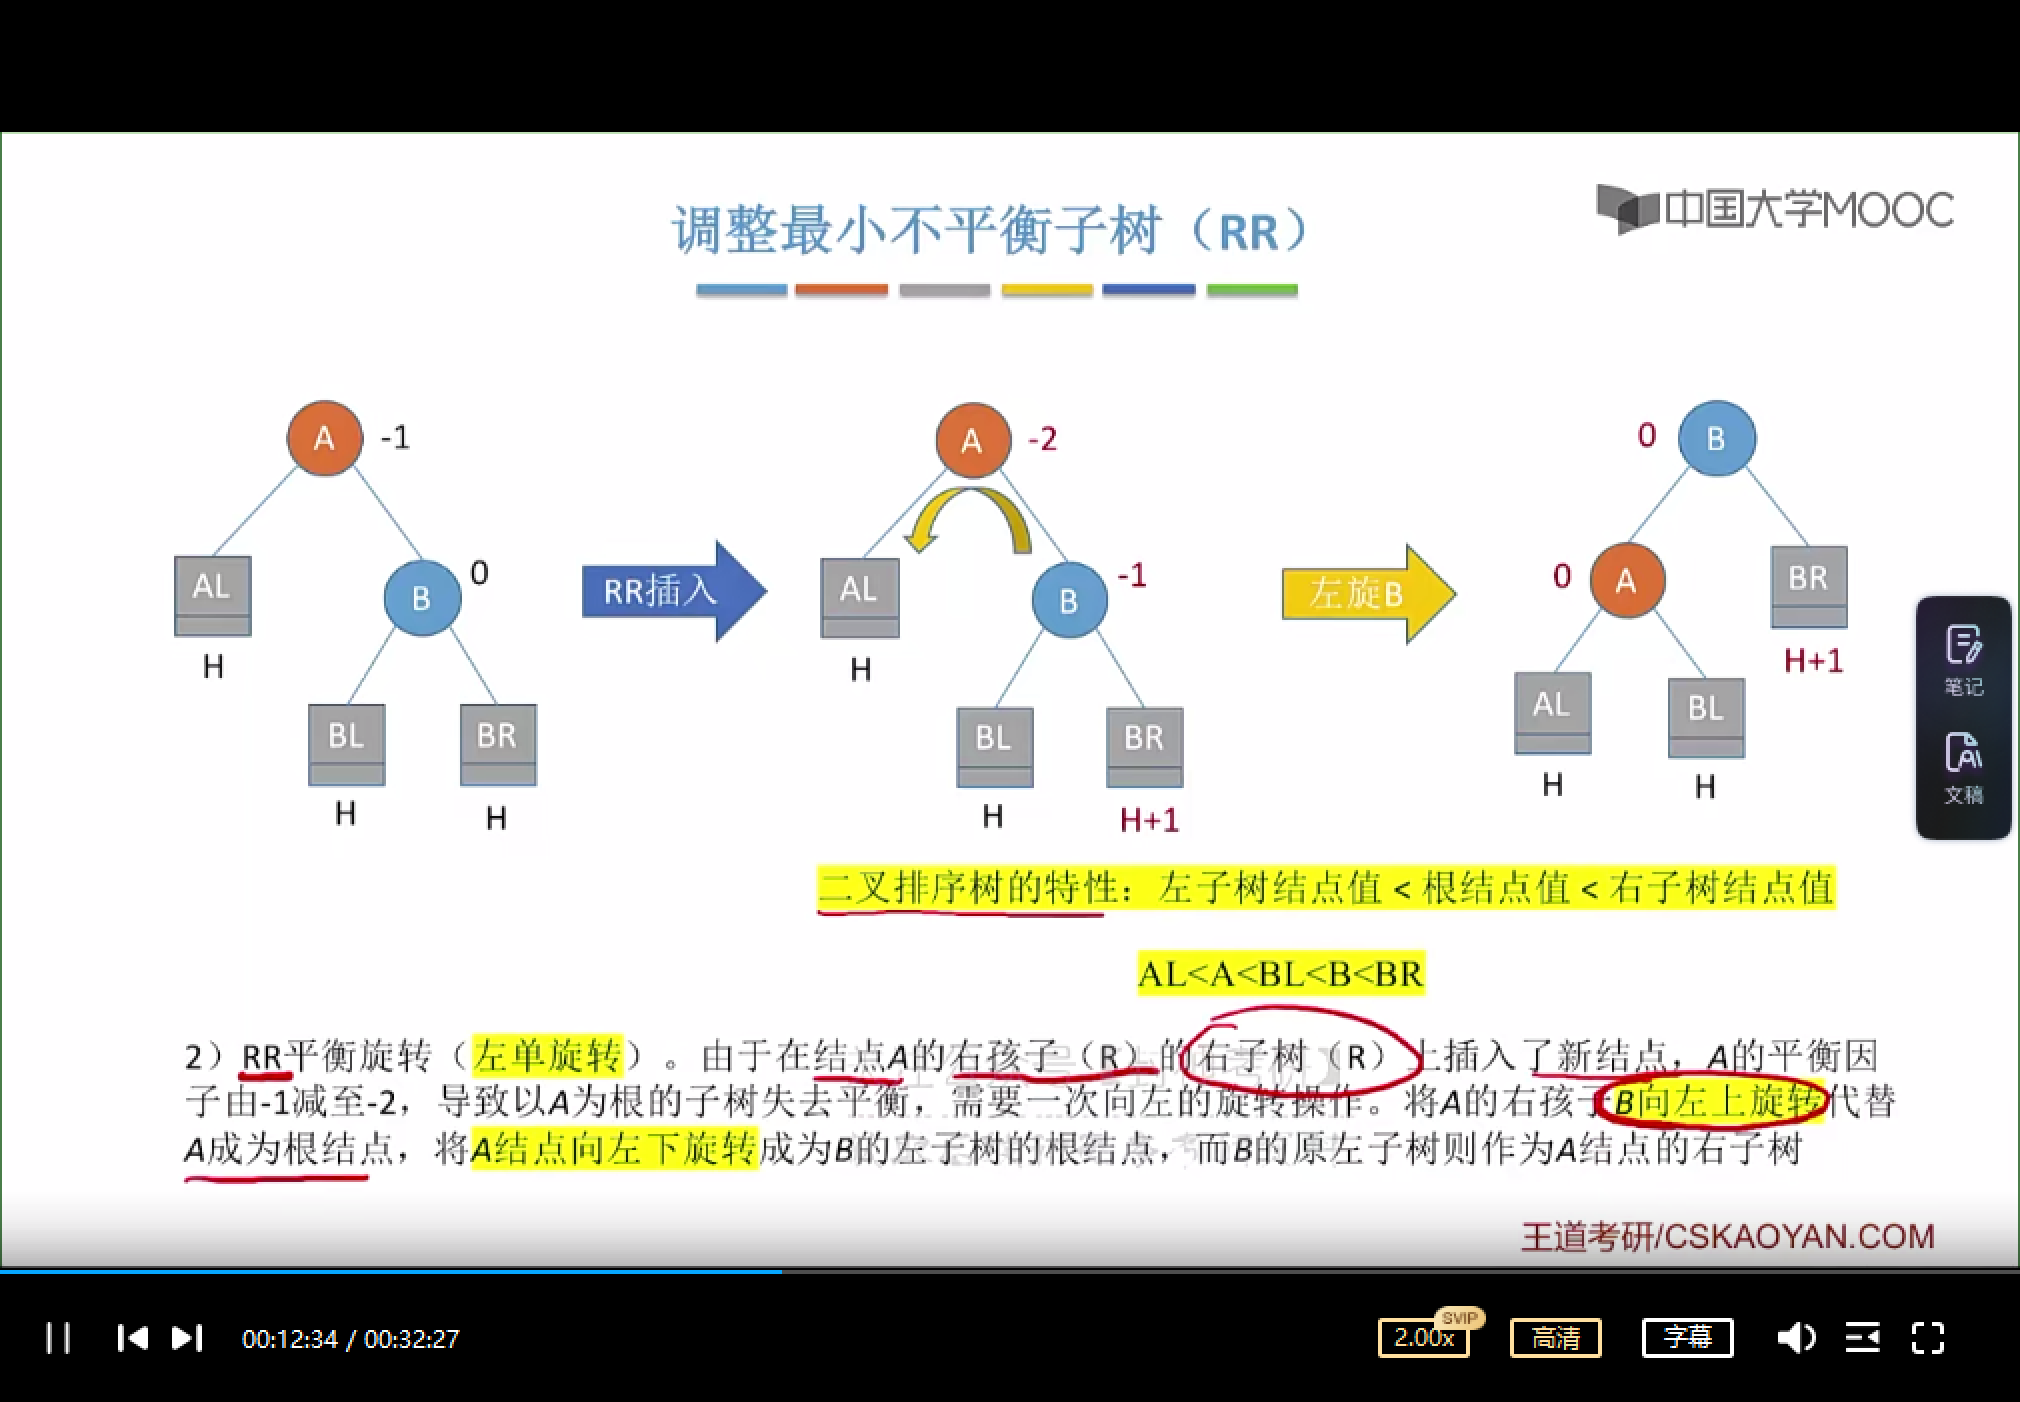 中国大学MOOC
调整最小不平衡子树（RR）
A -1
AL
H
B 0
BL
H
BR
H
RR插入
A -2
AL
H
B -1
BL
H
BR
H+1
左旋B
0 B
0 A
BR
H+1
AL
H
BL
H
笔记
文稿
二叉排序树的特性：左子树结点值 < 根结点值 < 右子树结点值
AL<A<BL<B<BR
2）RR平衡旋转（左单旋转）。由于在结点A的右孩子（R）的右子树（R）上插入了新结点，A的平衡因
子由-1减至-2，导致以A为根的子树失去平衡，需要一次向左的旋转操作。将A的右孩子B向左上旋转代替
A成为根结点，将A结点向左下旋转成为B的左子树的根结点，而B的原左子树则作为A结点的右子树
王道考研/CSKAOYAN.COM
00:12:34 / 00:32:27
2.00x
SVIP
高清
字幕